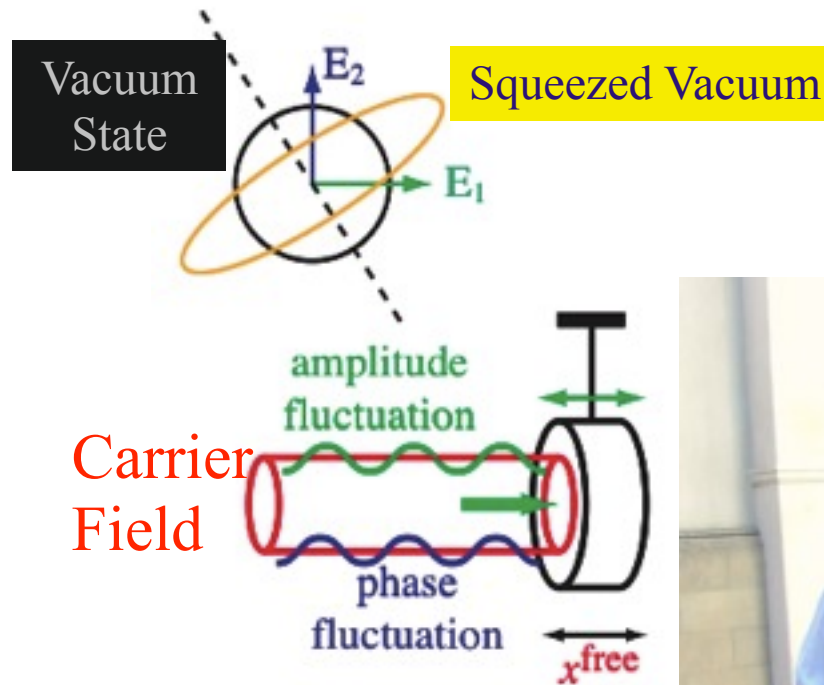 Vacuum
State
E₂
Squeezed Vacuum
E₁
amplitude
fluctuation
Carrier
Field
phase
fluctuation
xᶠʳᵉᵉ